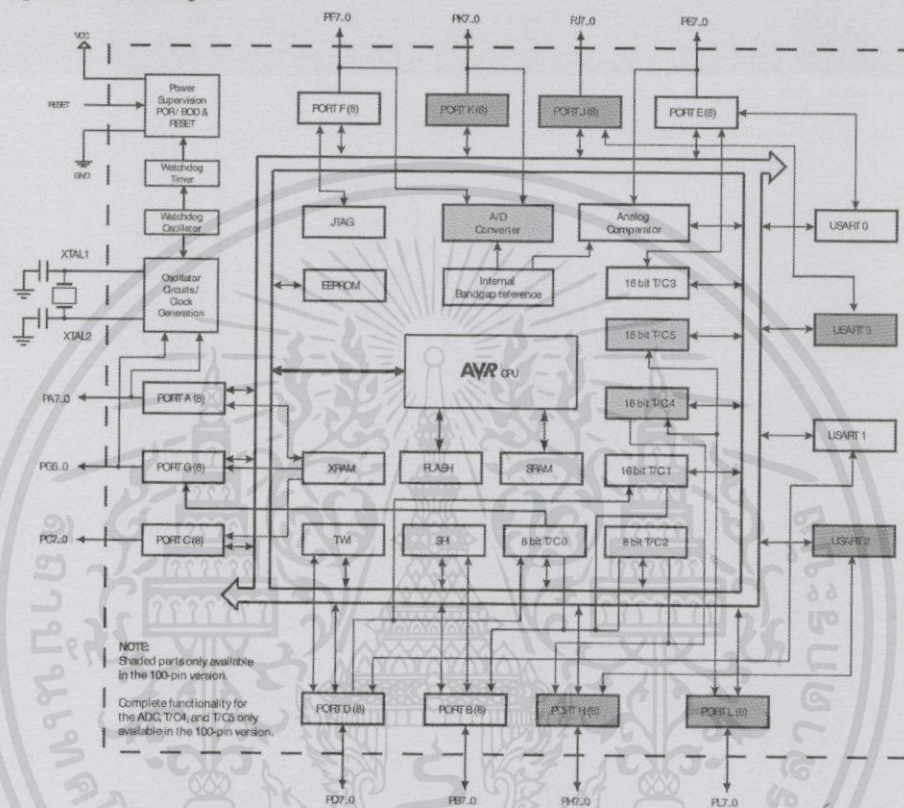 PF7..0
PK7..0
PJ7..0
PE7..0
VCC
RESET
GND
Power
Supervision
POR/ BOD &
RESET
PORT F (8)
PORT K (8)
PORT J (8)
PORT E (8)
Watchdog
Timer
Watchdog
Oscillator
JTAG
A/D
Converter
Analog
Comparator
USART 0
XTAL1
XTAL2
Oscillator
Circuits/
Clock
Generation
EEPROM
Internal
Bandgap reference
16 bit T/C3
16 bit T/C5
USART 3
AVR CPU
PA7..0
PORT A (8)
16 bit T/C4
USART 1
PG5..0
PORT G (8)
XRAM
FLASH
SRAM
16 bit T/C1
PC7..0
PORT C (8)
TWI
SPI
8 bit T/C0
8 bit T/C2
USART 2
NOTE:
Shaded parts only available
in the 100-pin version.
Complete functionality for
the ADC, T/C4, and T/C5 only
available in the 100-pin version.
PORT D (8)
PORT B (8)
PORT H (8)
PORT L (8)
PD7..0
PB7..0
PH7..0
PL7..0